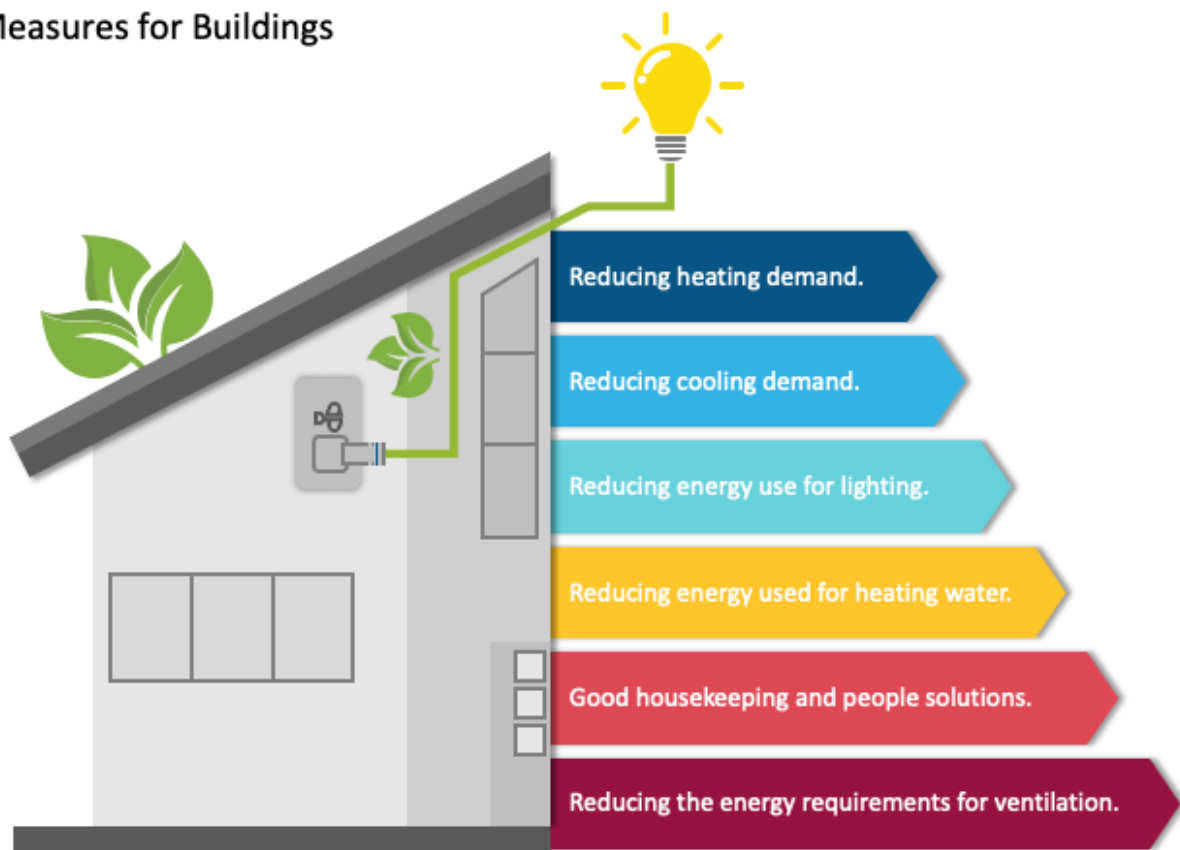 Measures for Buildings
Reducing heating demand.
Reducing cooling demand.
Reducing energy use for lighting.
Reducing energy used for heating water.
Good housekeeping and people solutions.
Reducing the energy requirements for ventilation.